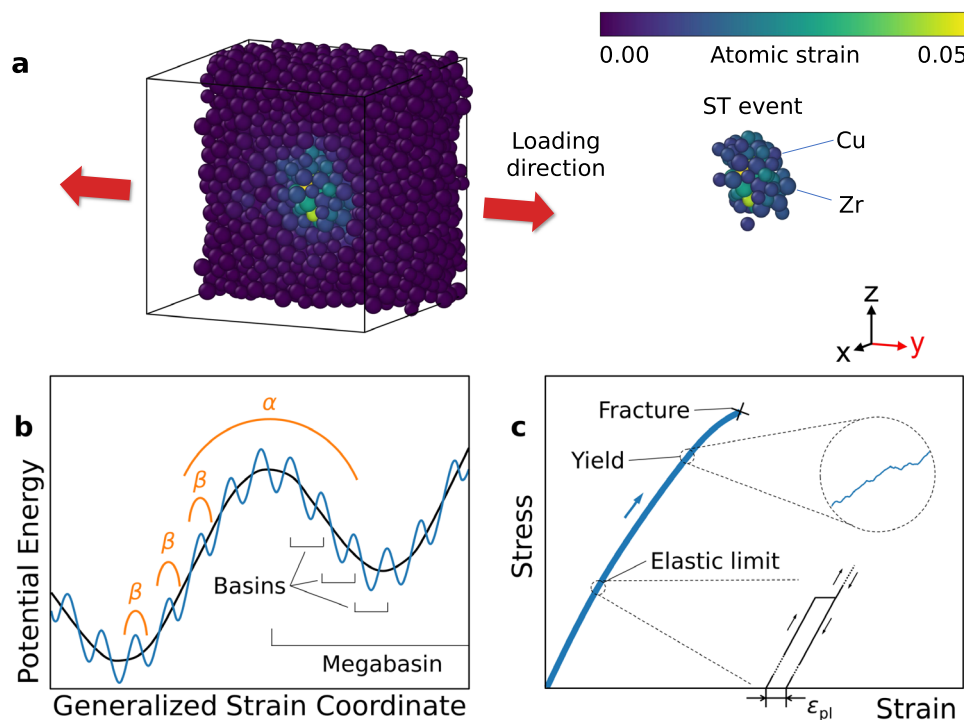 a
0.00 Atomic strain 0.05
ST event
Cu
Zr
Loading
direction
z
x
y
b
α
β
β
β
Basins
Megabasin
Potential Energy
Generalized Strain Coordinate
c
Fracture
Yield
Elastic limit
Stress
εpl
Strain